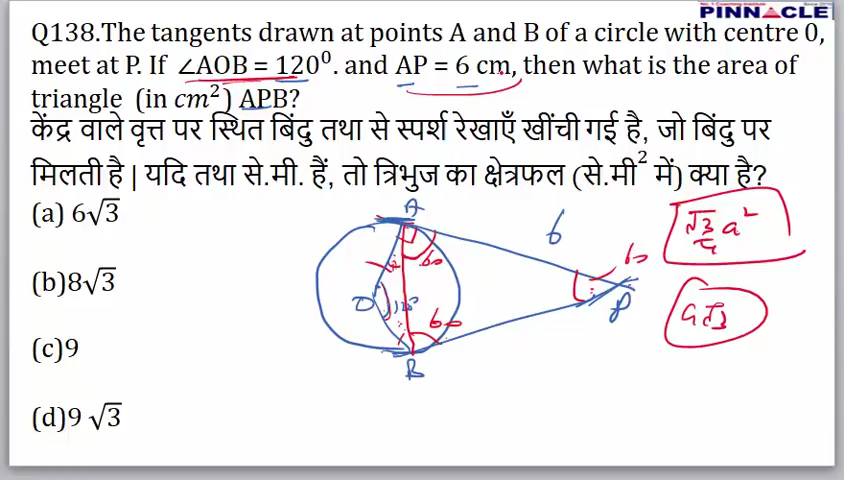 PINNACLE
Q138.The tangents drawn at points A and B of a circle with centre 0,
meet at P. If ∠AOB = 120⁰. and AP = 6 cm, then what is the area of
triangle (in cm²) APB?
केंद्र वाले वृत्त पर स्थित बिंदु तथा से स्पर्श रेखाएँ खींची गई है, जो बिंदु पर
मिलती है | यदि तथा से.मी. हैं, तो त्रिभुज का क्षेत्रफल (से.मी² में) क्या है?
(a) 6√3
(b)8√3
(c)9
(d)9 √3
A
6
60
60
O
120°
60
P
B
√3/4 a²
9√3